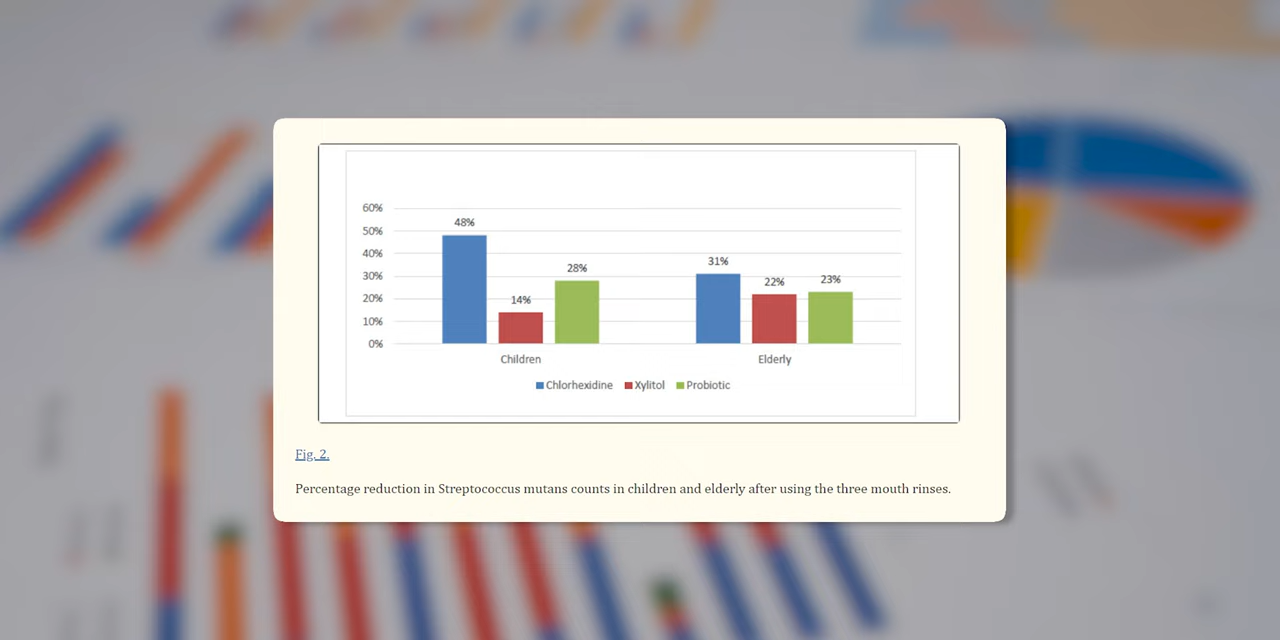 60%
50%
40%
30%
20%
10%
0%
48%
14%
28%
31%
22%
23%
Children
Elderly
Chlorhexidine Xylitol Probiotic
Fig. 2.
Percentage reduction in Streptococcus mutans counts in children and elderly after using the three mouth rinses.